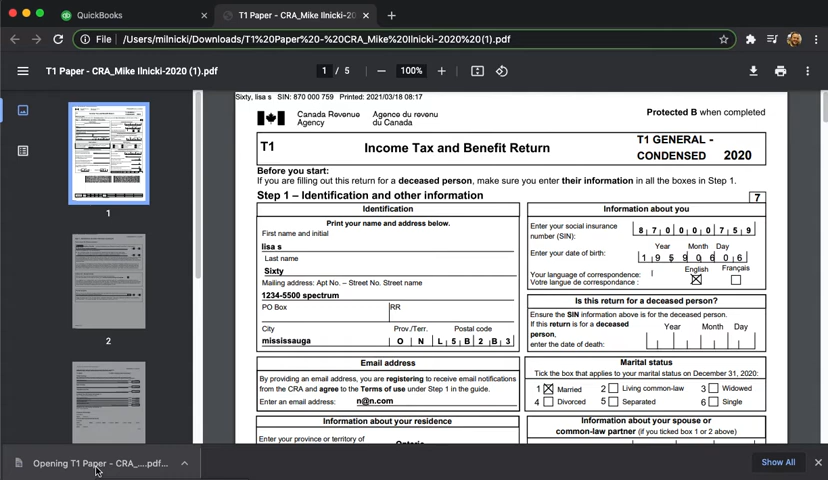 QuickBooks
T1 Paper - CRA_Mike Ilnicki-20
File
/Users/milnicki/Downloads/T1%20Paper%20-%20CRA_Mike%20Ilnicki-2020%20(1).pdf
T1 Paper - CRA_Mike Ilnicki-2020 (1).pdf
1 / 5
100%
1
2
Sixty, lisa s SIN: 870 000 759 Printed: 2021/03/18 08:17
Canada Revenue Agency
Agence du revenu du Canada
Protected B when completed
T1
Income Tax and Benefit Return
T1 GENERAL - CONDENSED 2020
Before you start:
If you are filling out this return for a deceased person, make sure you enter their information in all the boxes in Step 1.
Step 1 – Identification and other information
7
Identification
Print your name and address below.
First name and initial
lisa s
Last name
Sixty
Mailing address: Apt No. – Street No. Street name
1234-5500 spectrum
PO Box
RR
City
Prov./Terr.
Postal code
mississauga
O N
L 5 B 2 B 3
Email address
By providing an email address, you are registering to receive email notifications
from the CRA and agree to the Terms of use under Step 1 in the guide.
Enter an email address: n@n.com
Information about your residence
Enter your province or territory of
Information about you
Enter your social insurance
number (SIN):
8 7 0 0 0 0 7 5 9
Year Month Day
Enter your date of birth:
1 9 5 9 0 6 0 6
Your language of correspondence:
Votre langue de correspondance :
English
Français
Is this return for a deceased person?
Ensure the SIN information above is for the deceased person.
If this return is for a deceased
person,
enter the date of death:
Year Month Day
Marital status
Tick the box that applies to your marital status on December 31, 2020:
1 Married
2 Living common-law
3 Widowed
4 Divorced
5 Separated
6 Single
Information about your spouse or
common-law partner (if you ticked box 1 or 2 above)
Opening T1 Paper - CRA_....pdf...
Show All